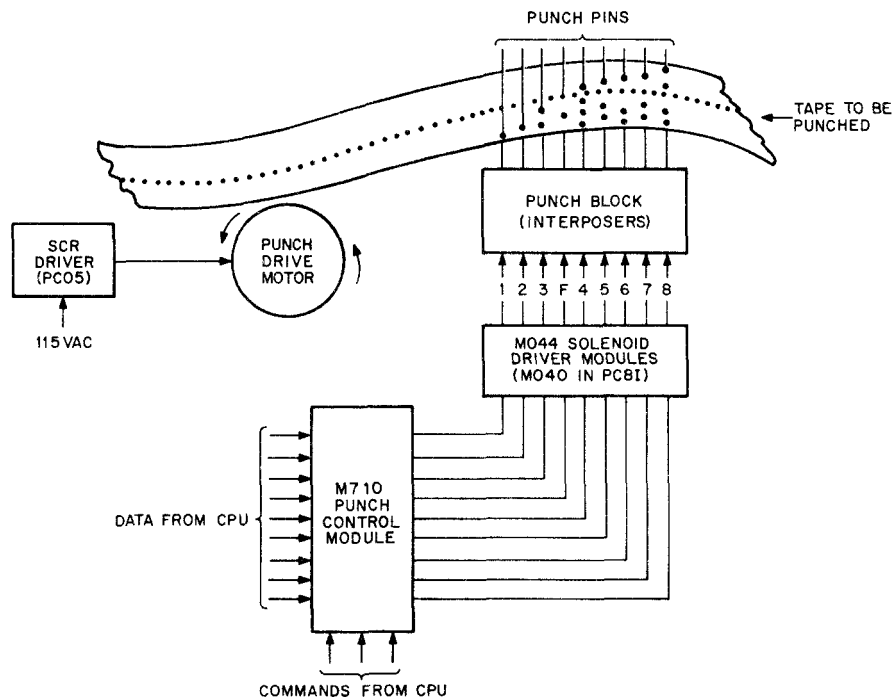 PUNCH PINS
TAPE TO BE
PUNCHED
PUNCH BLOCK
(INTERPOSERS)
SCR
DRIVER
(PC05)
PUNCH
DRIVE
MOTOR
115 VAC
1 2 3 F 4 5 6 7 8
M044 SOLENOID
DRIVER MODULES
(M040 IN PC8I)
M710
PUNCH
CONTROL
MODULE
DATA FROM CPU
COMMANDS FROM CPU